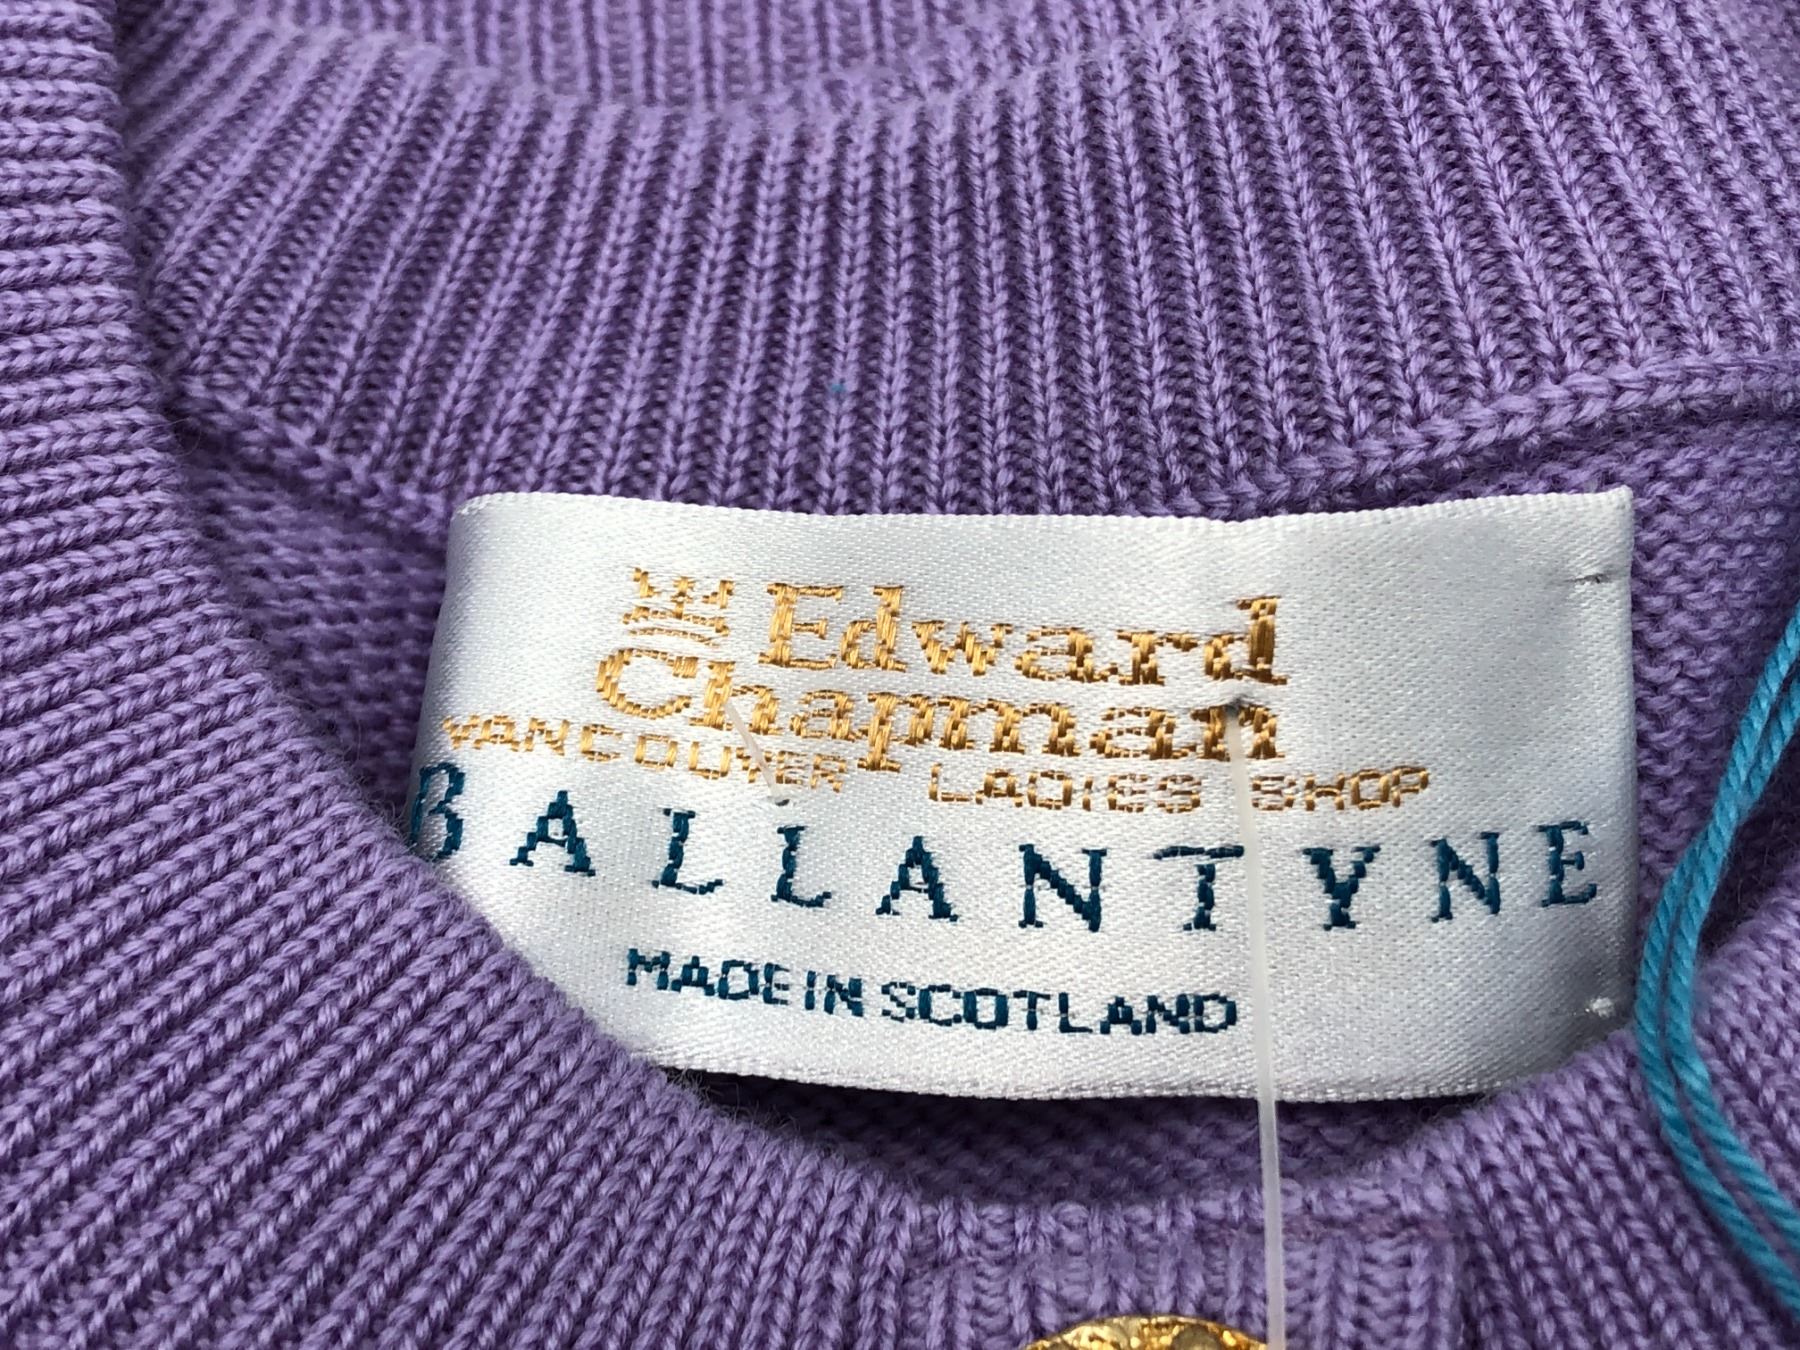 Edward
Chapman
VANCOUVER LADIES SHOP
BALLANTYNE
MADE IN SCOTLAND